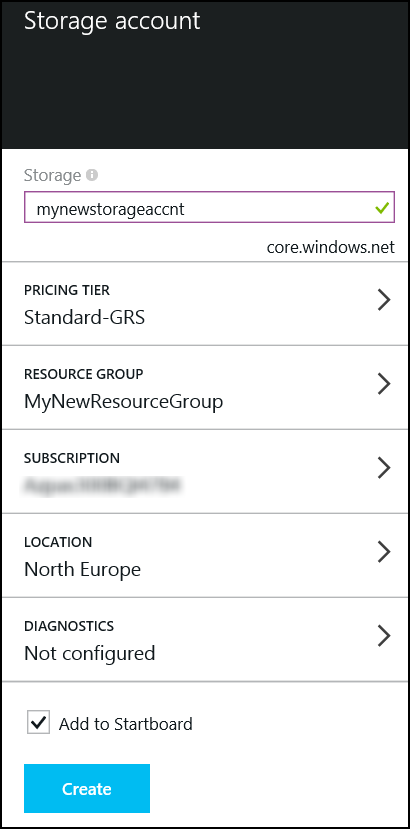 Storage account
Storage
mynewstorageaccnt
core.windows.net
PRICING TIER
Standard-GRS
RESOURCE GROUP
MyNewResourceGroup
SUBSCRIPTION
LOCATION
North Europe
DIAGNOSTICS
Not configured
Add to Startboard
Create